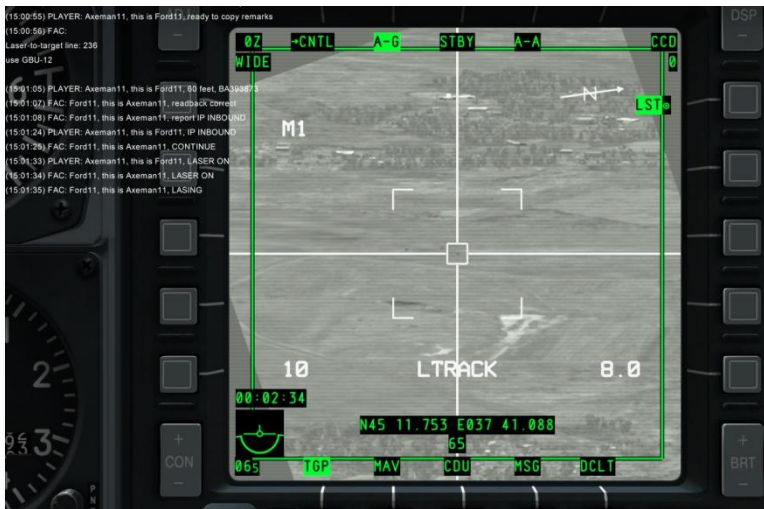 (15:00:55) PLAYER: Axeman11, this is Ford11, ready to copy remarks
(15:00:56) FAC:
Laser-to-target line: 236
use GBU-12
(15:01:05) PLAYER: Axeman11, this is Ford11, 60 feet, BA393873
(15:01:07) FAC: Ford11, this is Axeman11, readback correct
(15:01:08) FAC: Ford11, this is Axeman11, report IP INBOUND
(15:01:24) PLAYER: Axeman11, this is Ford11, IP INBOUND
(15:01:25) FAC: Ford11, this is Axeman11, CONTINUE
(15:01:33) PLAYER: Axeman11, this is Ford11, LASER ON
(15:01:34) FAC: Ford11, this is Axeman11, LASER ON
(15:01:35) FAC: Ford11, this is Axeman11, LASING
DSP
0Z →CNTL A-G STBY A-A CCD
WIDE 0
N
LST
M1
10 LTRACK 8.0
00:02:34
N45 11.753 E037 41.088
65
065 TGP MAV CDU MSG DCLT
2
3
+
CON
-
+
BRT
-